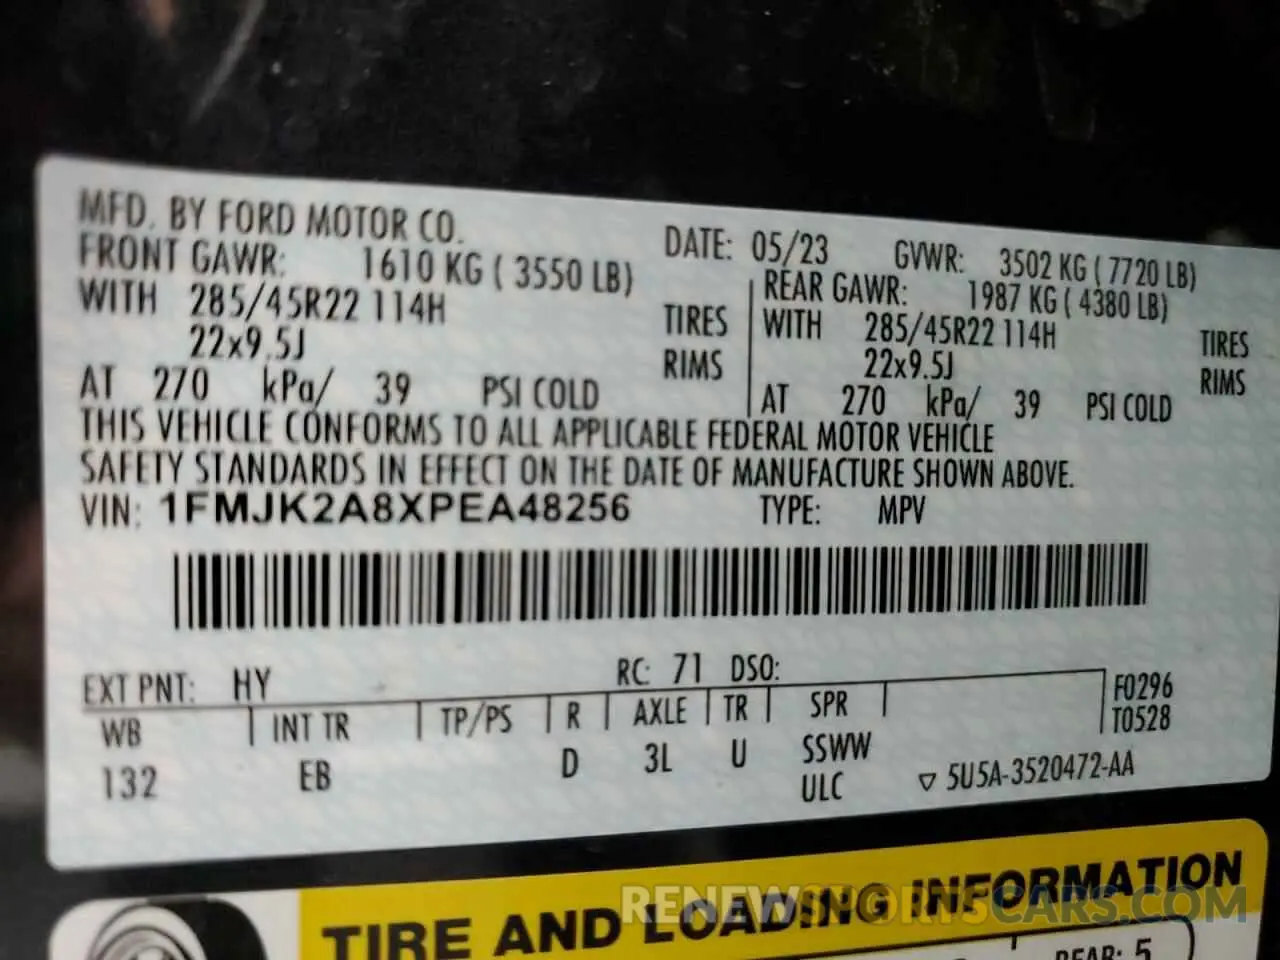 MFD. BY FORD MOTOR CO.
DATE: 05/23 GVWR: 3502 KG ( 7720 LB)
FRONT GAWR: 1610 KG ( 3550 LB) REAR GAWR: 1987 KG ( 4380 LB)
WITH 285/45R22 114H TIRES WITH 285/45R22 114H TIRES
22x9.5J RIMS 22x9.5J RIMS
AT 270 kPa/ 39 PSI COLD AT 270 kPa/ 39 PSI COLD
THIS VEHICLE CONFORMS TO ALL APPLICABLE FEDERAL MOTOR VEHICLE
SAFETY STANDARDS IN EFFECT ON THE DATE OF MANUFACTURE SHOWN ABOVE.
VIN: 1FMJK2A8XPEA48256 TYPE: MPV
EXT PNT: HY RC: 71 DSO:
WB INT TR TP/PS R AXLE TR SPR F0296
T0528
132 EB D 3L U SSWW
ULC ▽ 5U5A-3520472-AA
TIRE AND LOADING INFORMATION
RENEWSPORTSCARS.COM
REAR: 5